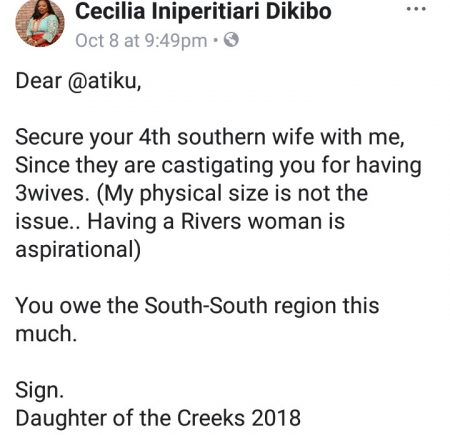 Cecilia Iniperitiari Dikibo
Oct 8 at 9:49pm
Dear @atiku,
Secure your 4th southern wife with me,
Since they are castigating you for having
3wives. (My physical size is not the
issue.. Having a Rivers woman is
aspirational)
You owe the South-South region this
much.
Sign.
Daughter of the Creeks 2018